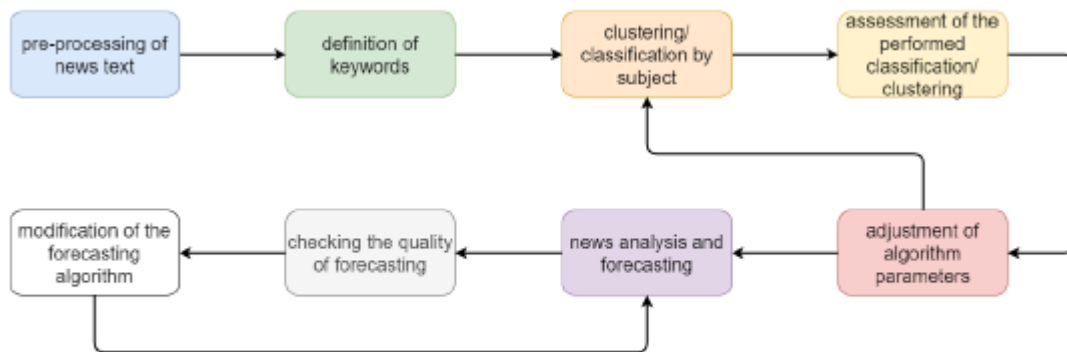 pre-processing of
news text
definition of
keywords
clustering/
classification by
subject
assessment of the
performed
classification/
clustering
modification of the
forecasting
algorithm
checking the quality
of forecasting
news analysis and
forecasting
adjustment of
algorithm
parameters